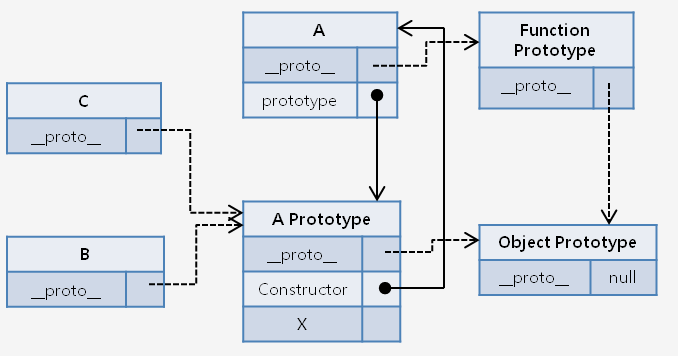 A
__proto__
prototype
Function
Prototype
__proto__
C
__proto__
A Prototype
__proto__
Constructor
X
B
__proto__
Object Prototype
__proto__ null